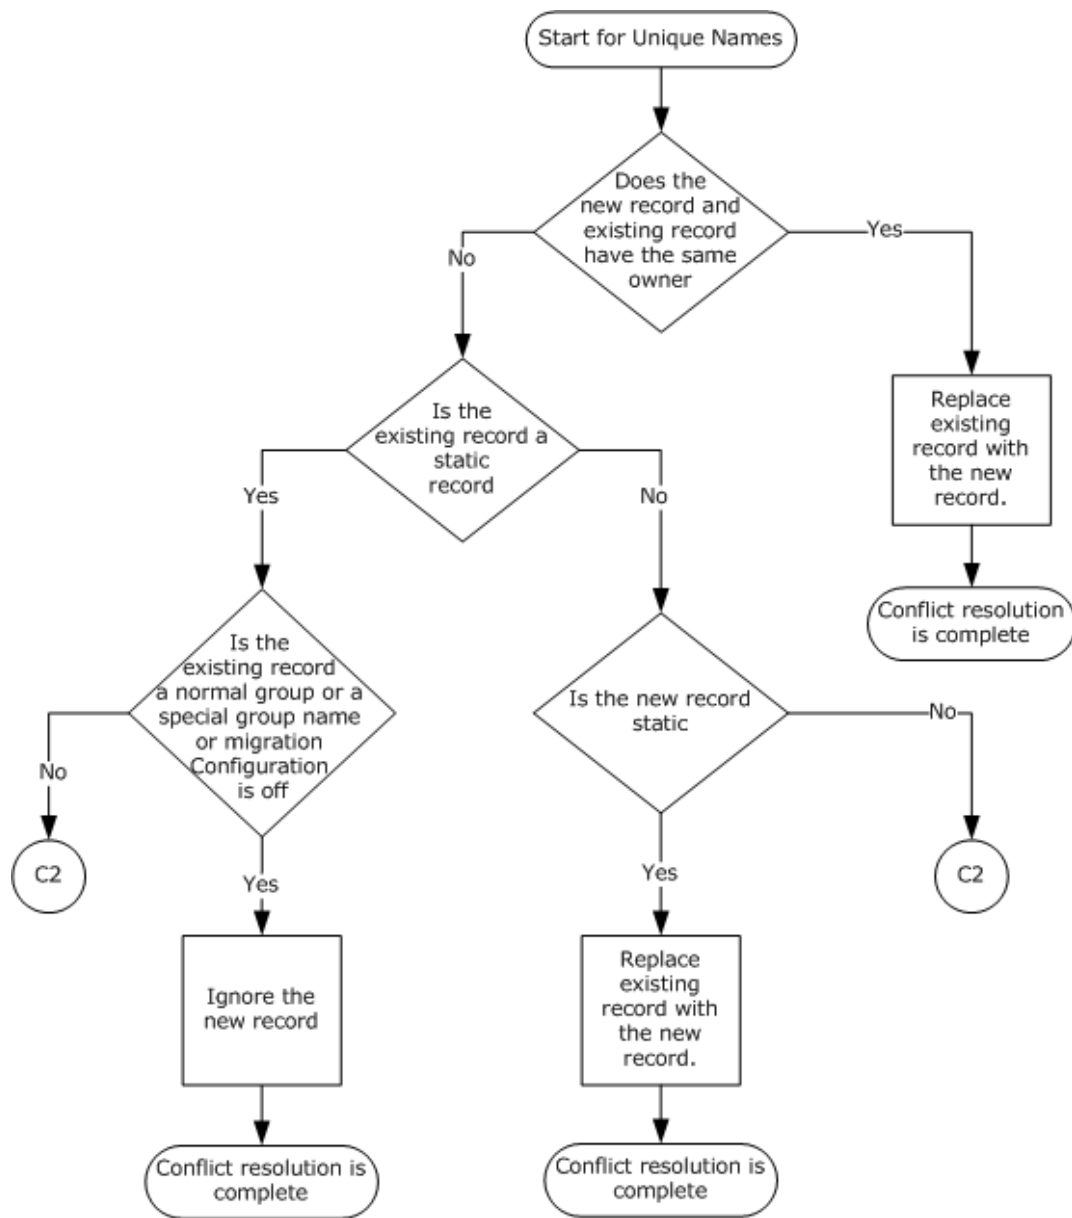 Start for Unique Names
Does the
new record and
existing record
have the same
owner
Yes
No
Replace
existing
record with
the new
record.
Is the
existing record a
static
record
Yes
No
Conflict resolution
is complete
Is the
existing record
a normal group or a
special group name
or migration
Configuration
is off
Is the new record
static
No
No
C2
C2
Yes
Yes
Ignore the
new record
Replace
existing
record with
the new
record.
Conflict resolution is
complete
Conflict resolution is
complete